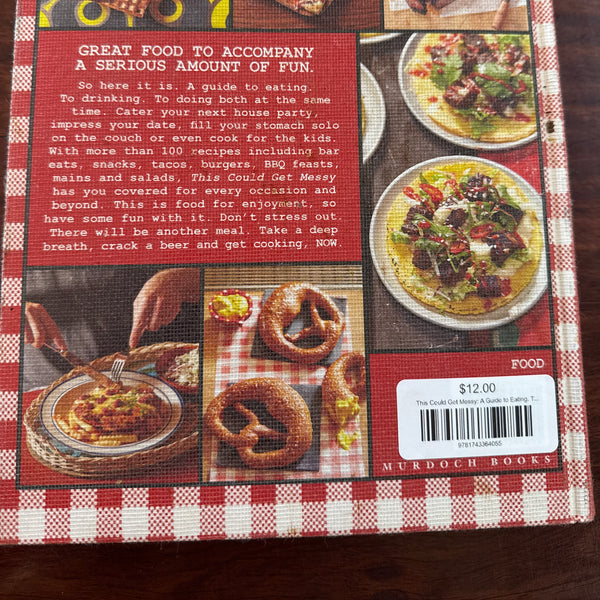 GREAT FOOD TO ACCOMPANY
A SERIOUS AMOUNT OF FUN.
So here it is. A guide to eating.
To drinking. To doing both at the same
time. Cater your next house party,
impress your date, fill your stomach solo
on the couch or even cook for the kids.
With more than 100 recipes including bar
eats, snacks, tacos, burgers, BBQ feasts,
mains and salads, This Could Get Messy
has you covered for every occasion and
beyond. This is food for enjoyment, so
have some fun with it. Don't stress out.
There will be another meal. Take a deep
breath, crack a beer and get cooking, NOW.
FOOD
$12.00
This Could Get Messy: A Guide to Eating. T...
9781743364055
MURDOCH BOOKS